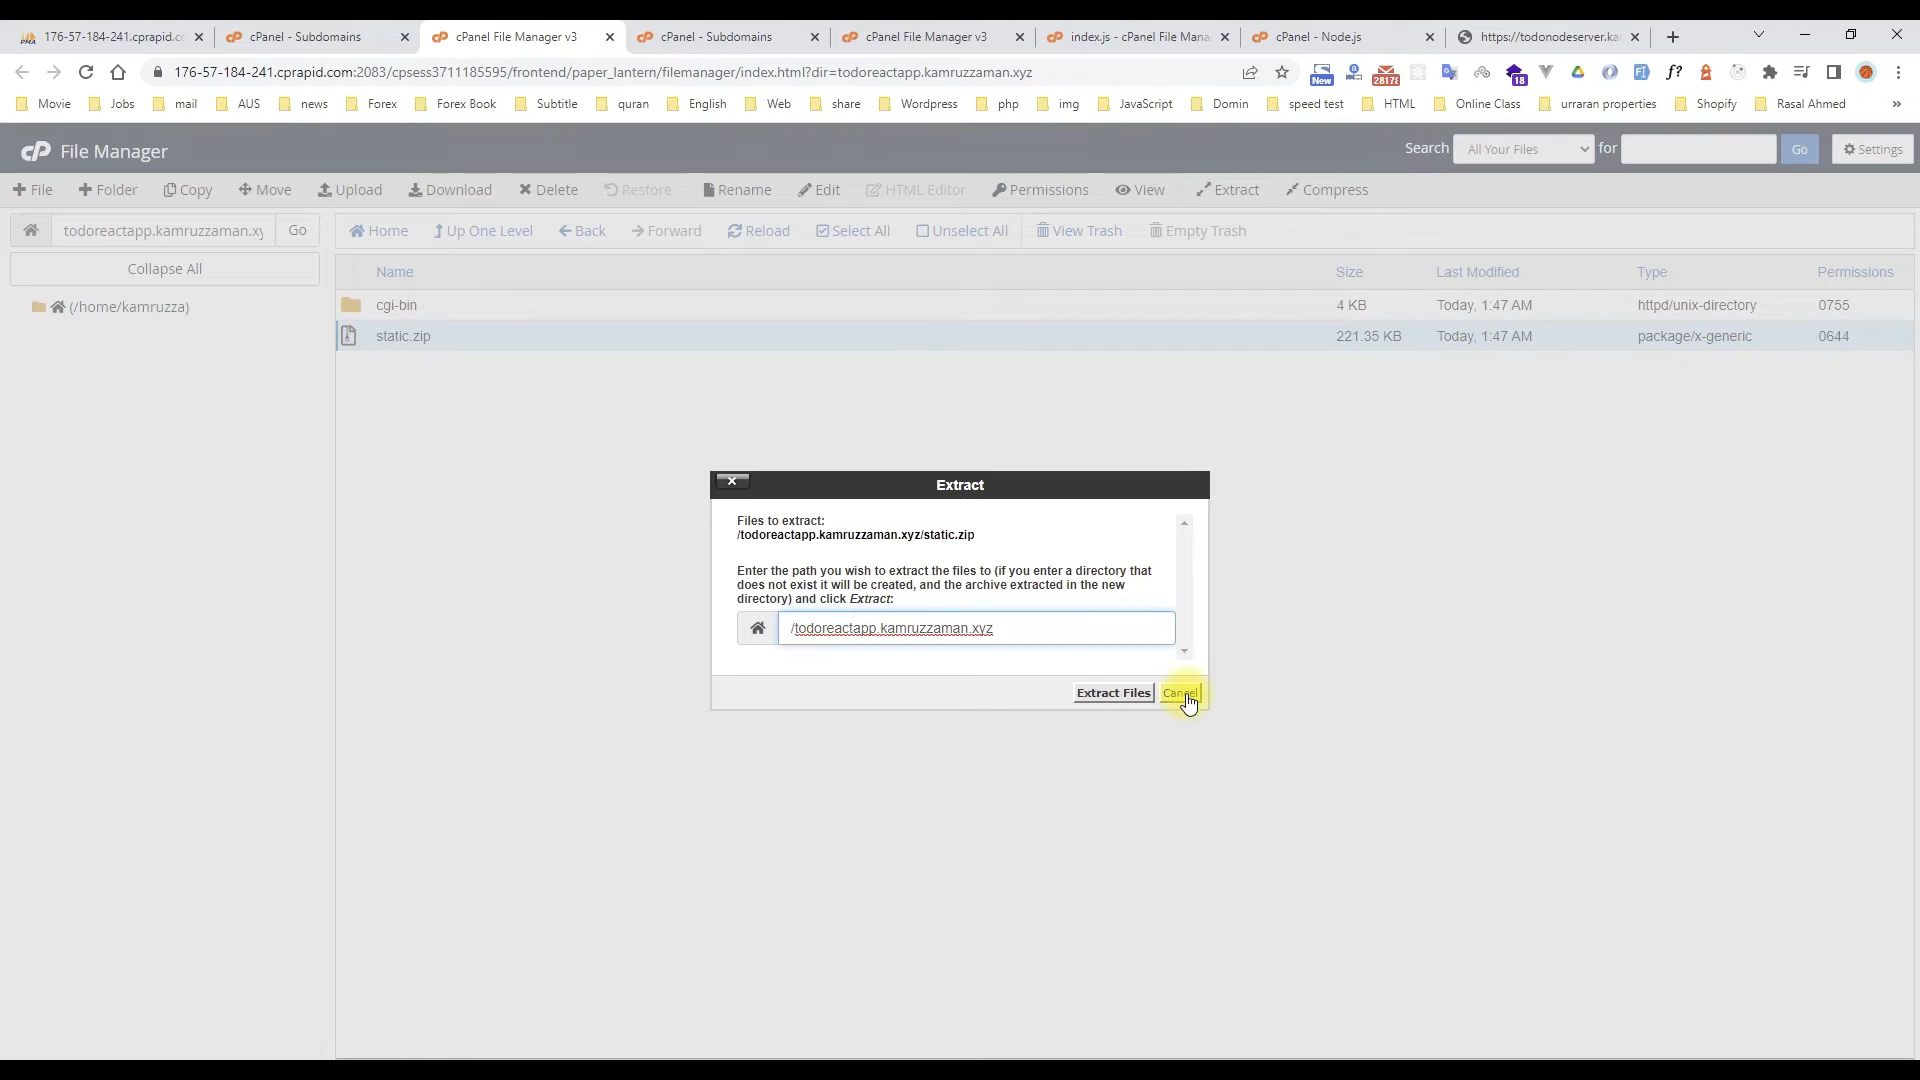 176-57-184-241.cprapid.cc
cPanel - Subdomains
cPanel File Manager v3
cPanel - Subdomains
cPanel File Manager v3
index.js - cPanel File Mana
cPanel - Node.js
https://todonodeserver.ka
176-57-184-241.cprapid.com:2083/cpsess3711185595/frontend/paper_lantern/filemanager/index.html?dir=todoreactapp.kamruzzaman.xyz
New
28178
18
f?
Movie
Jobs
mail
AUS
news
Forex
Forex Book
Subtitle
quran
English
Web
share
Wordpress
php
img
JavaScript
Domin
speed test
HTML
Online Class
urraran properties
Shopify
Rasal Ahmed
»
cP File Manager
Search All Your Files for Go Settings
File
Folder
Copy
Move
Upload
Download
Delete
Restore
Rename
Edit
HTML Editor
Permissions
View
Extract
Compress
todoreactapp.kamruzzaman.xy Go
Home
Up One Level
Back
Forward
Reload
Select All
Unselect All
View Trash
Empty Trash
Collapse All
(/home/kamruzza)
Name Size Last Modified Type Permissions
cgi-bin 4 KB Today, 1:47 AM httpd/unix-directory 0755
static.zip 221.35 KB Today, 1:47 AM package/x-generic 0644
Extract
Files to extract:
/todoreactapp.kamruzzaman.xyz/static.zip
Enter the path you wish to extract the files to (if you enter a directory that
does not exist it will be created, and the archive extracted in the new
directory) and click Extract:
/todoreactapp.kamruzzaman.xyz
Extract Files
Cancel